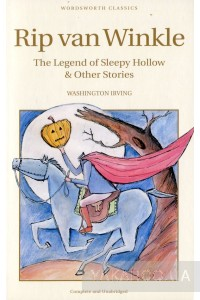 WORDSWORTH CLASSICS
Rip van Winkle
The Legend of Sleepy Hollow
& Other Stories
WASHINGTON IRVING
Complete and Unabridged